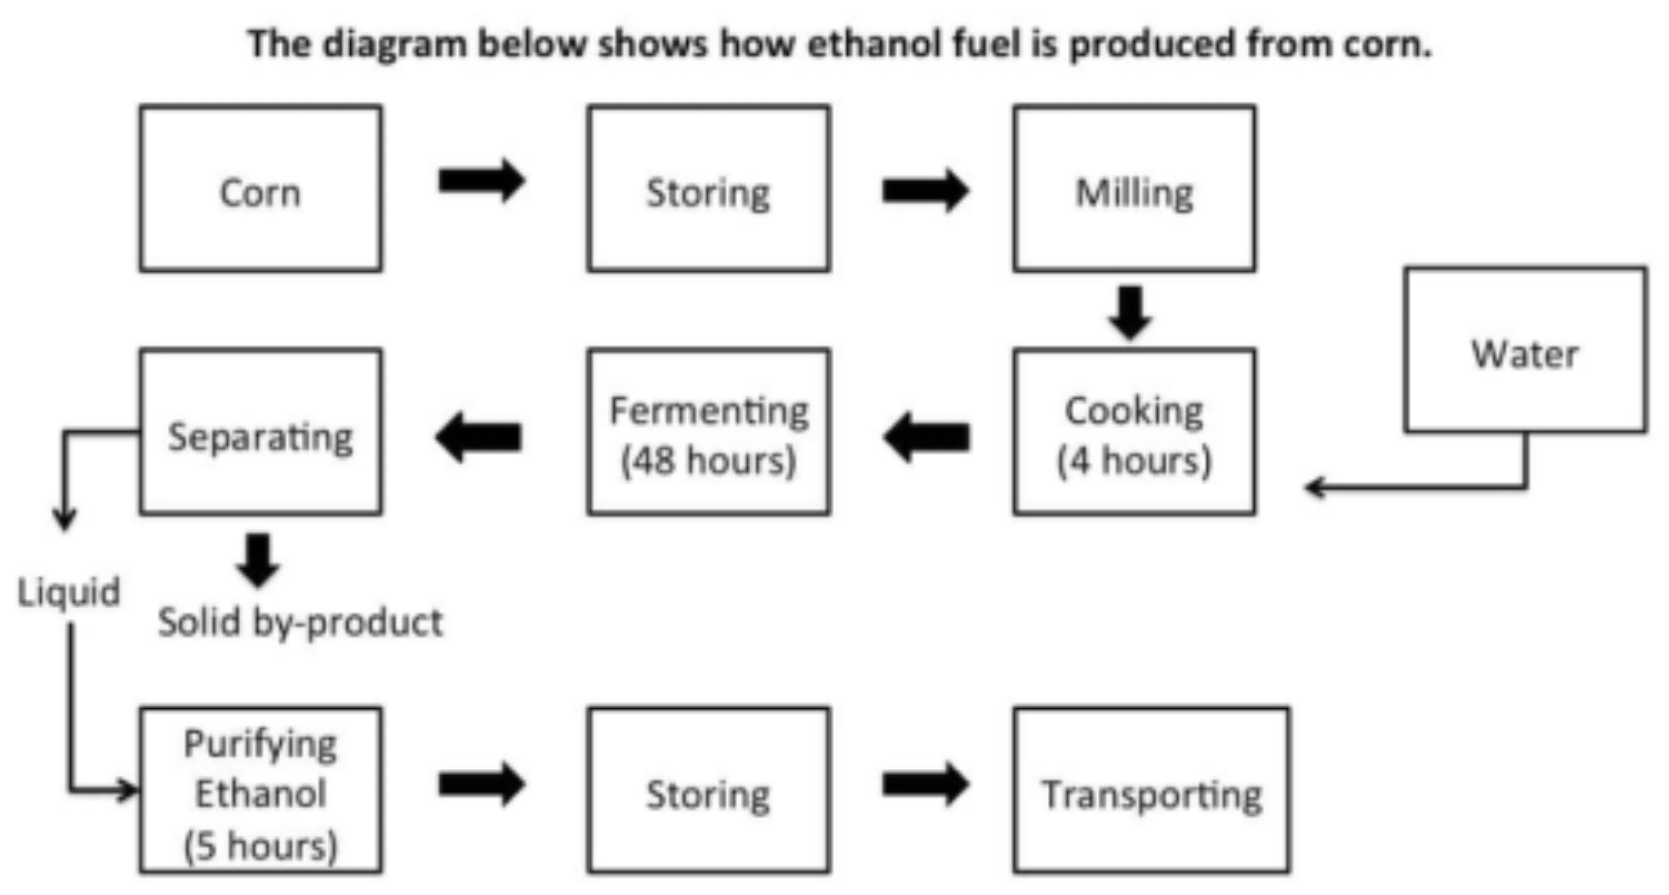 The diagram below shows how ethanol fuel is produced from corn.
Corn
Storing
Milling
Water
Cooking
(4 hours)
Fermenting
(48 hours)
Separating
Liquid
Solid by-product
Purifying
Ethanol
(5 hours)
Storing
Transporting